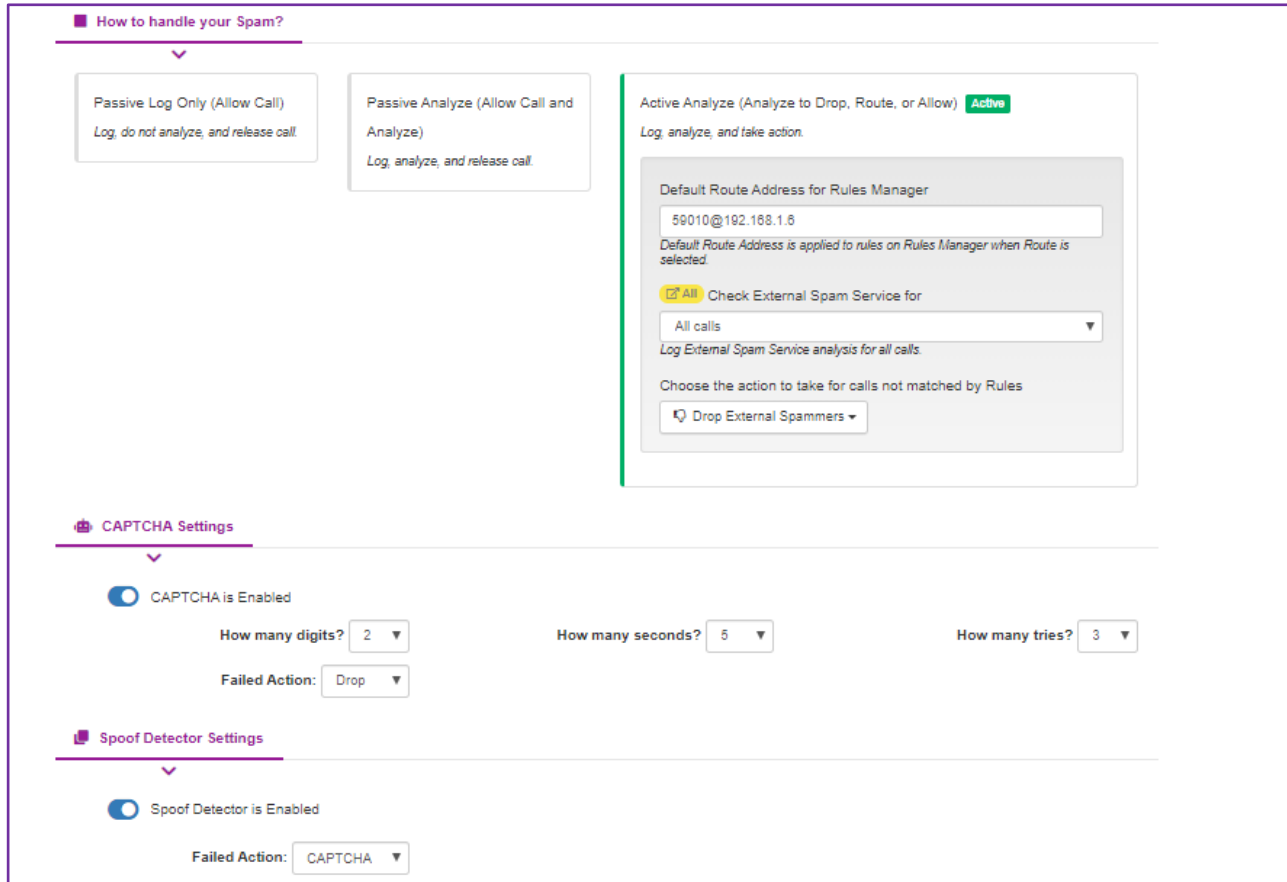 How to handle your Spam?
Passive Log Only (Allow Call)
Log, do not analyze, and release call.
Passive Analyze (Allow Call and
Analyze)
Log, analyze, and release call.
Active Analyze (Analyze to Drop, Route, or Allow) Active
Log, analyze, and take action.
Default Route Address for Rules Manager
59010@192.168.1.6
Default Route Address is applied to rules on Rules Manager when Route is
selected.
All Check External Spam Service for
All calls
Log External Spam Service analysis for all calls.
Choose the action to take for calls not matched by Rules
Drop External Spammers
CAPTCHA Settings
CAPTCHA is Enabled
How many digits? 2 How many seconds? 5 How many tries? 3
Failed Action: Drop
Spoof Detector Settings
Spoof Detector is Enabled
Failed Action: CAPTCHA